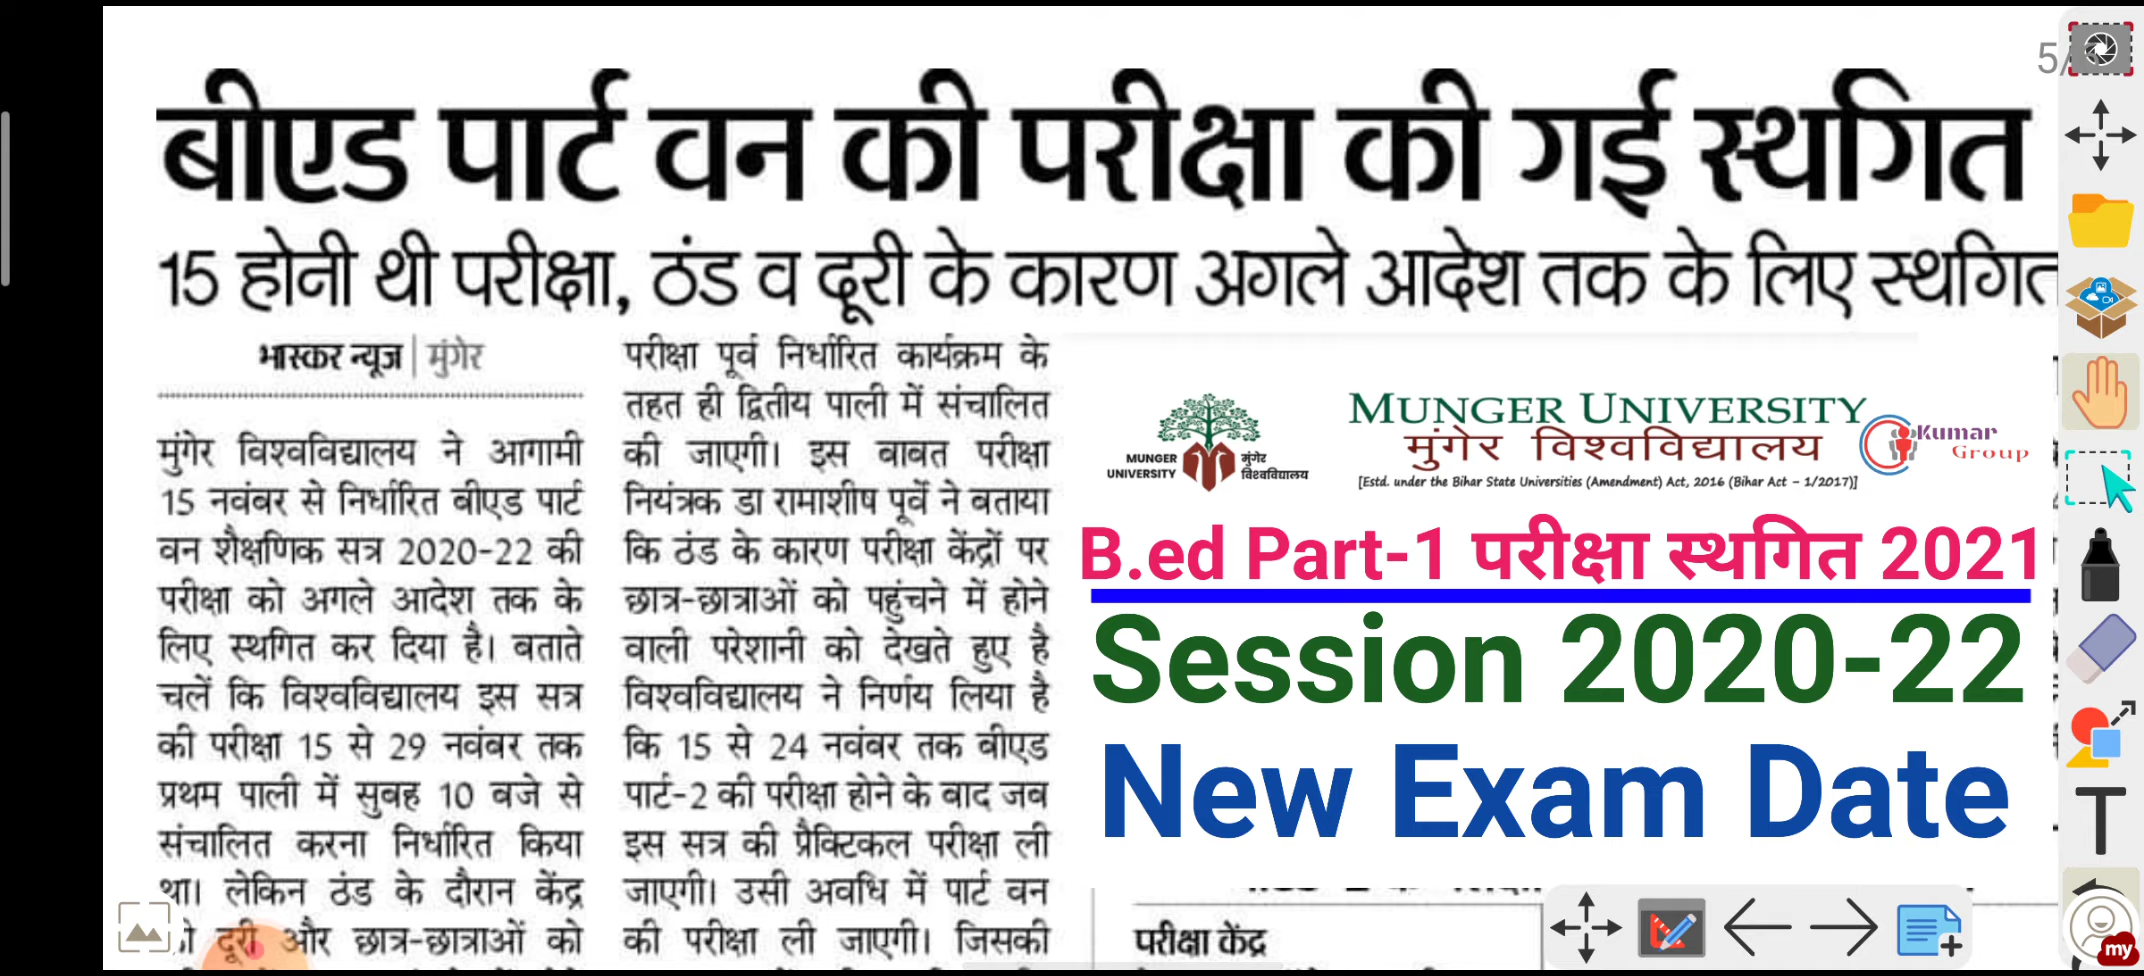 बीएड पार्ट वन की परीक्षा की गई स्थगित
15 होनी थी परीक्षा, ठंड व दूरी के कारण अगले आदेश तक के लिए स्थगित
भास्कर न्यूज | मुंगेर
मुंगेर विश्वविद्यालय ने आगामी
15 नवंबर से निर्धारित बीएड पार्ट
वन शैक्षणिक सत्र 2020-22 की
परीक्षा को अगले आदेश तक के
लिए स्थगित कर दिया है। बताते
चलें कि विश्वविद्यालय इस सत्र
की परीक्षा 15 से 29 नवंबर तक
प्रथम पाली में सुबह 10 बजे से
संचालित करना निर्धारित किया
था। लेकिन ठंड के दौरान केंद्र
दूरी और छात्र-छात्राओं को
परीक्षा पूर्व निर्धारित कार्यक्रम के
तहत ही द्वितीय पाली में संचालित
की जाएगी। इस बाबत परीक्षा
नियंत्रक डा रामाशीष पूर्वे ने बताया
कि ठंड के कारण परीक्षा केंद्रों पर
छात्र-छात्राओं को पहुंचने में होने
वाली परेशानी को देखते हुए है
विश्वविद्यालय ने निर्णय लिया है
कि 15 से 24 नवंबर तक बीएड
पार्ट-2 की परीक्षा होने के बाद जब
इस सत्र की प्रैक्टिकल परीक्षा ली
जाएगी। उसी अवधि में पार्ट वन
की परीक्षा ली जाएगी। जिसकी
MUNGER UNIVERSITY
मुंगेर विश्वविद्यालय
MUNGER UNIVERSITY
मुंगेर विश्वविद्यालय
[Estd. under the Bihar State Universities (Amendment) Act, 2016 (Bihar Act - 1/2017)]
Kumar
Group
B.ed Part-1 परीक्षा स्थगित 2021
Session 2020-22
New Exam Date
परीक्षा केंद्र
5/
T
my